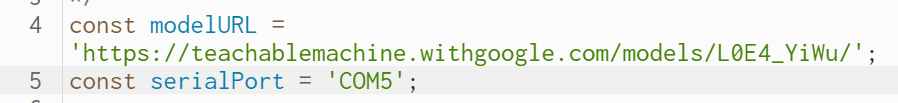 4 const modelURL =
'https://teachablemachine.withgoogle.com/models/L0E4_YiWu/';
5 const serialPort = 'COM5';